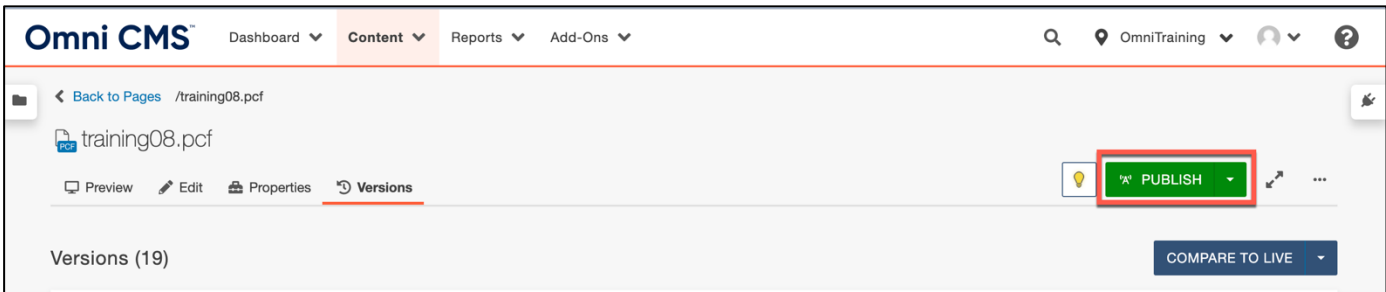 Omni CMS Dashboard Content Reports Add-Ons OmniTraining
Back to Pages /training08.pcf
PCF training08.pcf
Preview Edit Properties Versions PUBLISH
Versions (19) COMPARE TO LIVE